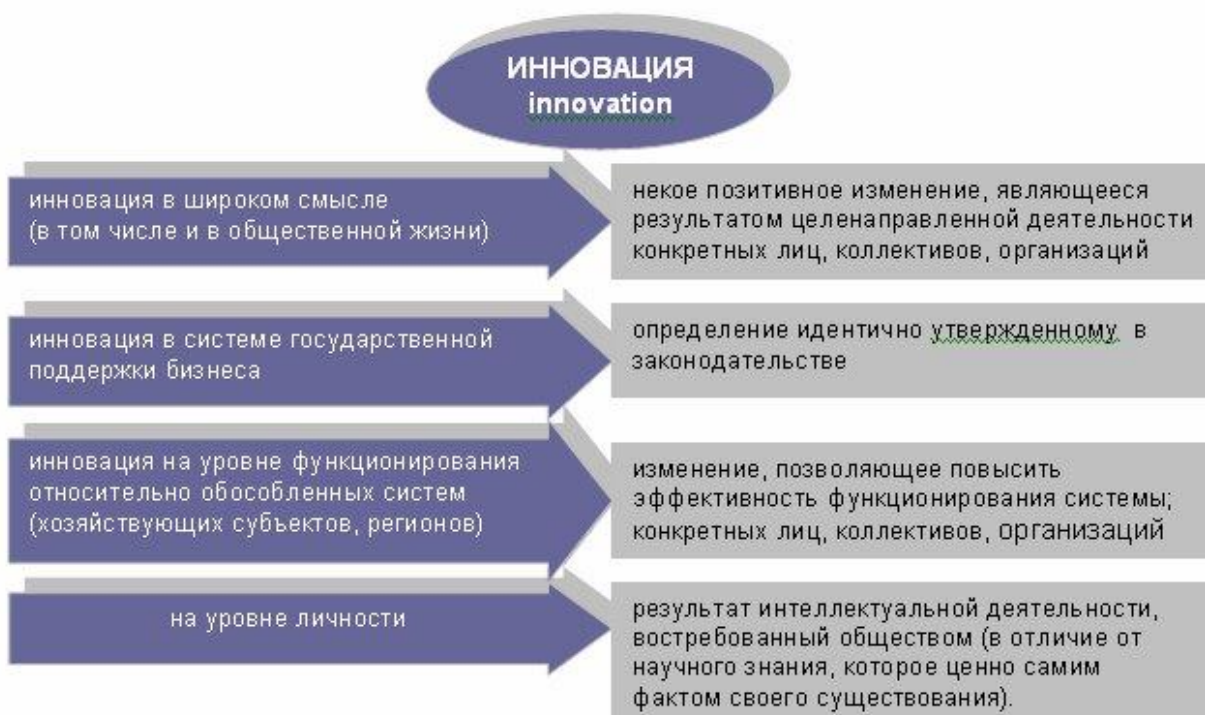 ИННОВАЦИЯ
innovation
инновация в широком смысле
(в том числе и в общественной жизни)
некое позитивное изменение, являющееся
результатом целенаправленной деятельности
конкретных лиц, коллективов, организаций
инновация в системе государственной
поддержки бизнеса
определение идентично утвержденному в
законодательстве
инновация на уровне функционирования
относительно обособленных систем
(хозяйствующих субъектов, регионов)
изменение, позволяющее повысить
эффективность функционирования системы;
конкретных лиц, коллективов, организаций
на уровне личности
результат интеллектуальной деятельности,
востребованный обществом (в отличие от
научного знания, которое ценно самим
фактом своего существования).